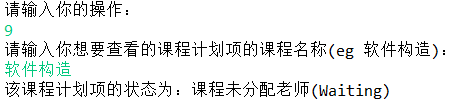 请输入你的操作：
9
请输入你想要查看的课程计划项的课程名称(eg 软件构造)：
软件构造
该课程计划项的状态为：课程未分配老师(Waiting)